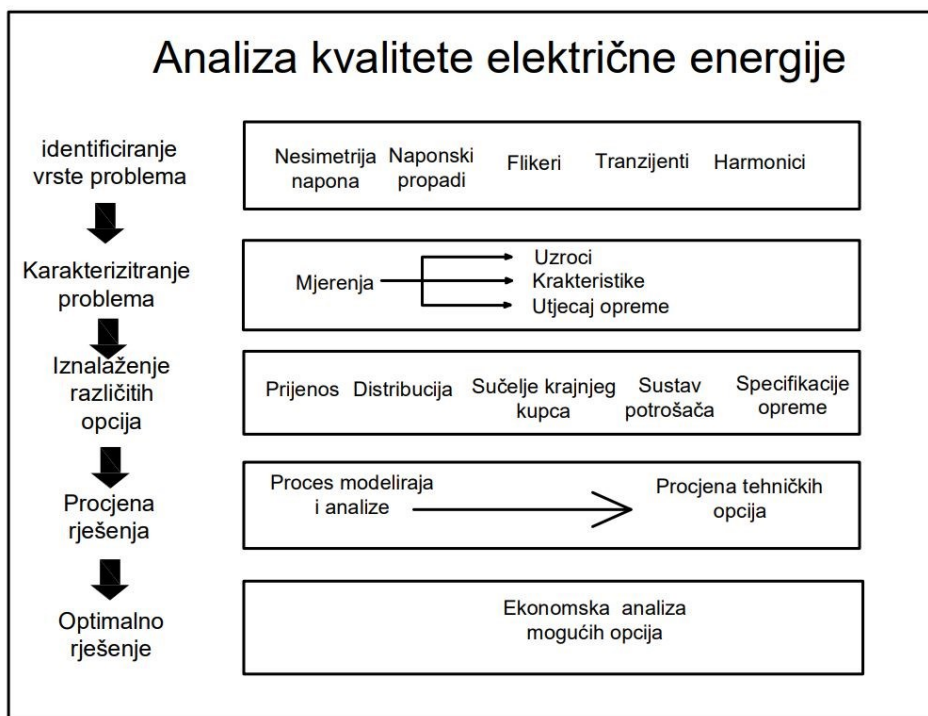 Analiza kvalitete električne energije
identificiranje
vrste problema
Nesimetrija
napona
Naponski
propadi
Flikeri
Tranzijenti
Harmonici
Karakterizitranje
problema
Mjerenja
Uzroci
Krakteristike
Utjecaj opreme
Iznalaženje
različitih
opcija
Prijenos
Distribucija
Sučelje krajnjeg
kupca
Sustav
potrošača
Specifikacije
opreme
Procjena
rješenja
Proces modeliraja
i analize
Procjena tehničkih
opcija
Optimalno
rješenje
Ekonomska analiza
mogućih opcija